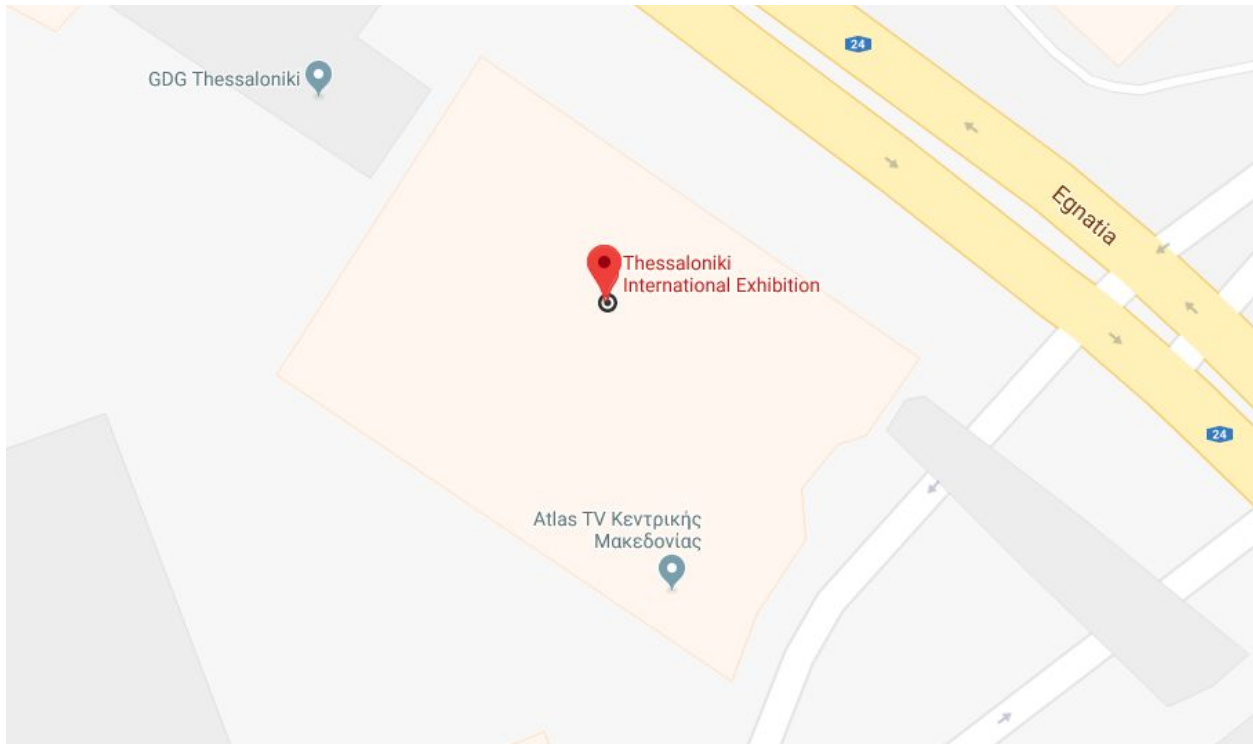 24
GDG Thessaloniki
Egnatia
Thessaloniki
International Exhibition
24
Atlas TV Κεντρικής
Μακεδονίας